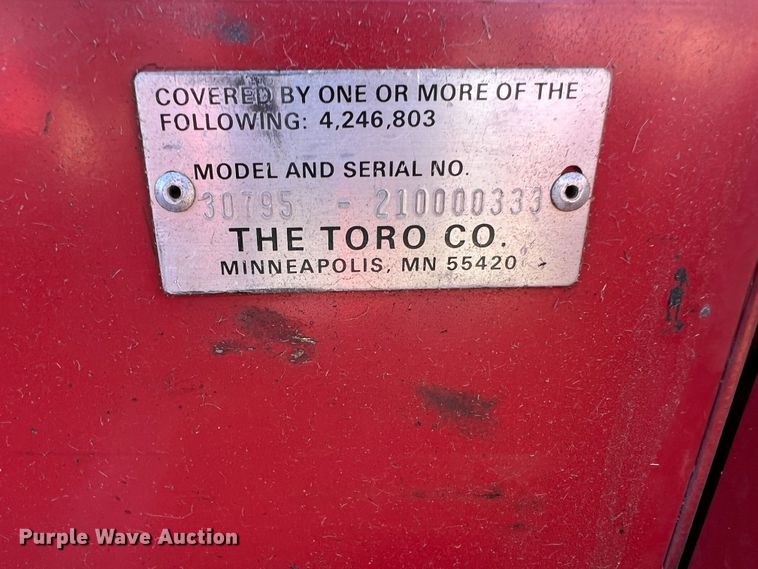 COVERED BY ONE OR MORE OF THE
FOLLOWING: 4,246,803
MODEL AND SERIAL NO.
30795 - 210000333
THE TORO CO.
MINNEAPOLIS, MN 55420
Purple Wave Auction